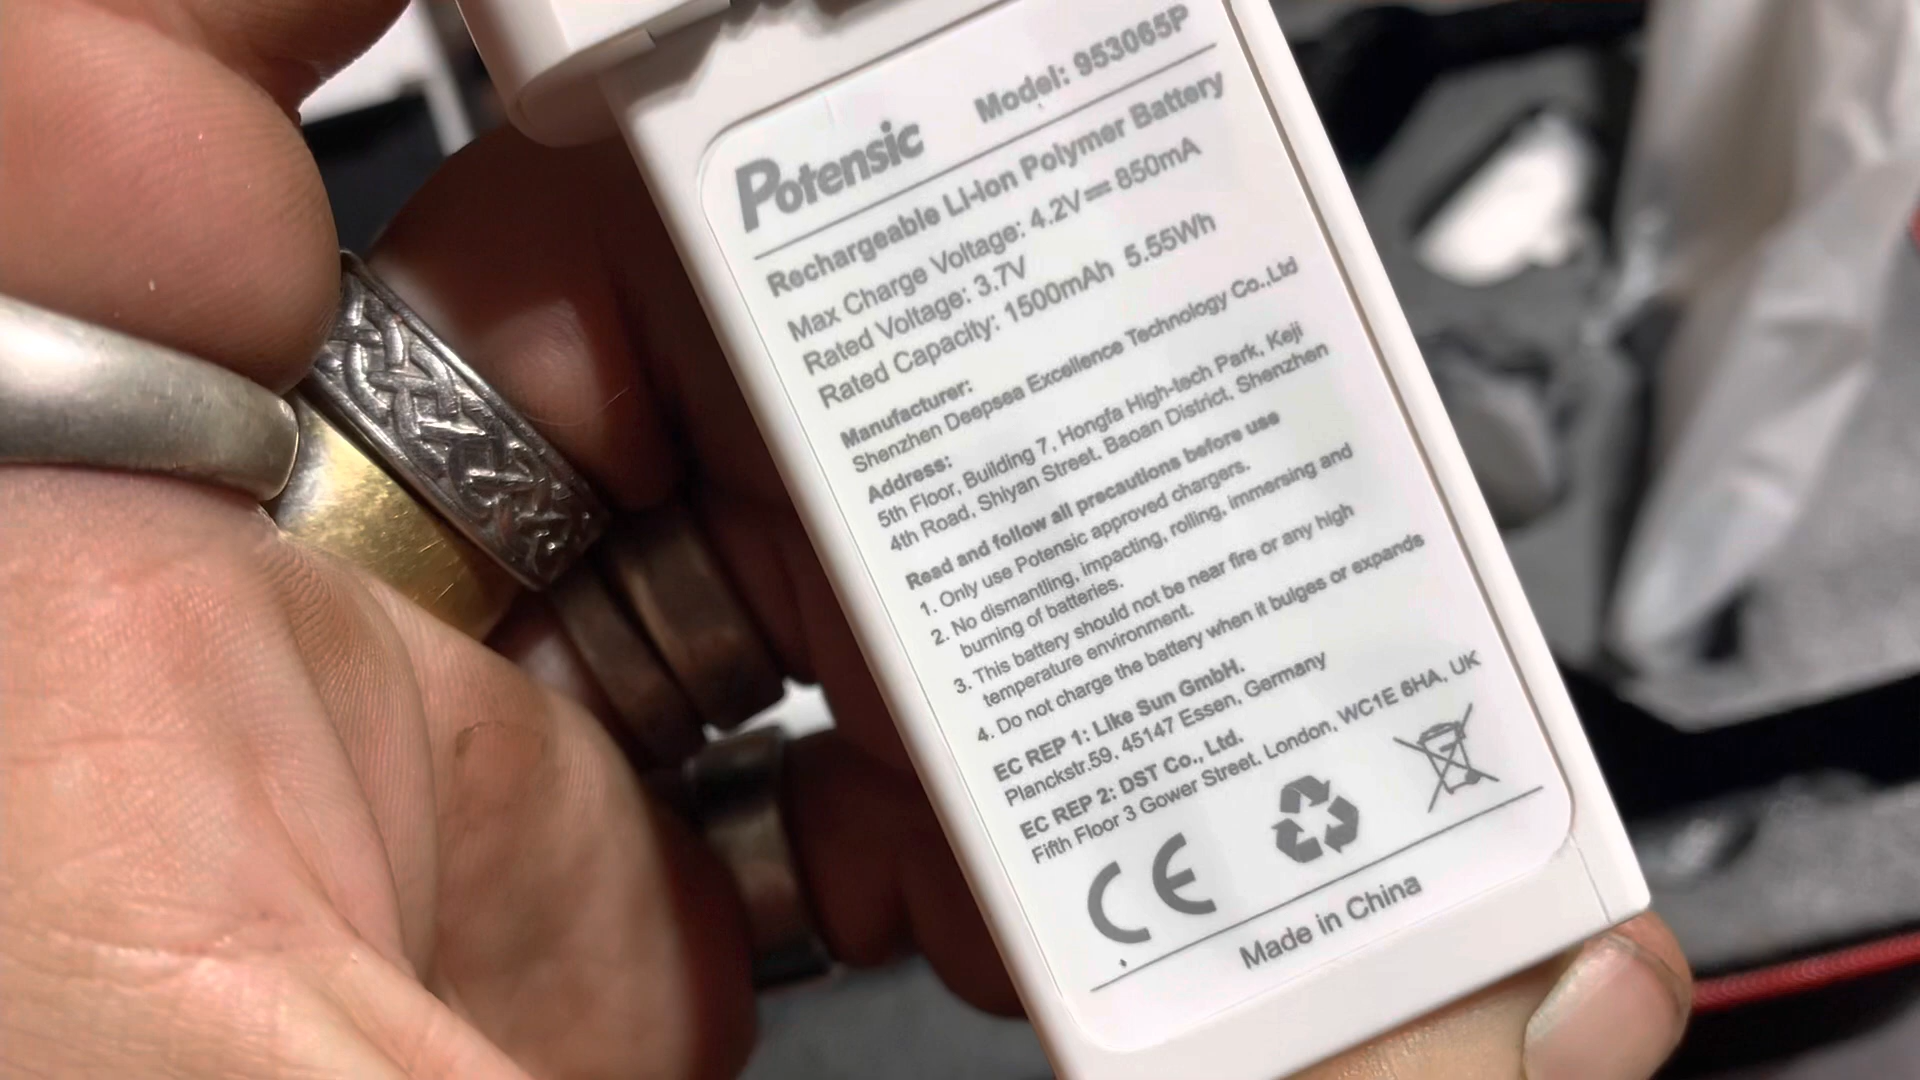 Potensic Model: 953065P
Rechargeable Li-ion Polymer Battery
Max Charge Voltage: 4.2V⎓850mA
Rated Voltage: 3.7V
Rated Capacity: 1500mAh 5.55Wh
Manufacturer:
Shenzhen Deepsea Excellence Technology Co.,Ltd
Address:
5th Floor, Building 7, Hongfa High-tech Park, Keji
4th Road, Shiyan Street, Baoan District, Shenzhen
Read and follow all precautions before use
1. Only use Potensic approved chargers.
2. No dismantling, impacting, rolling, immersing and
burning of batteries.
3. This battery should not be near fire or any high
temperature environment.
4. Do not charge the battery when it bulges or expands
EC REP 1: Like Sun GmbH.
Planckstr.59, 45147 Essen, Germany
EC REP 2: DST Co., Ltd.
Fifth Floor 3 Gower Street, London, WC1E 6HA, UK
CE
Made in China